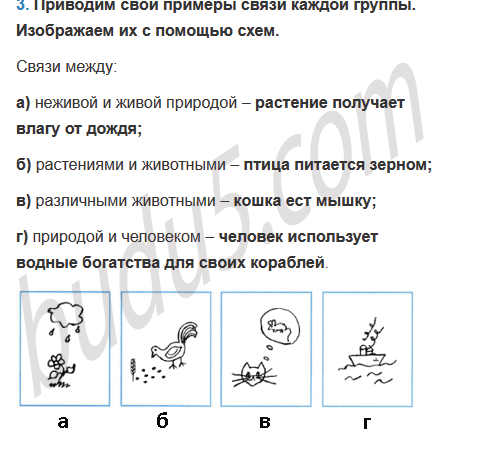 3. Приводим свои примеры связи каждой группы.
Изображаем их с помощью схем.
Связи между:
а) неживой и живой природой – растение получает
влагу от дождя;
б) растениями и животными – птица питается зерном;
в) различными животными – кошка ест мышку;
г) природой и человеком – человек использует
водные богатства для своих кораблей.
budu5.com
а б в г